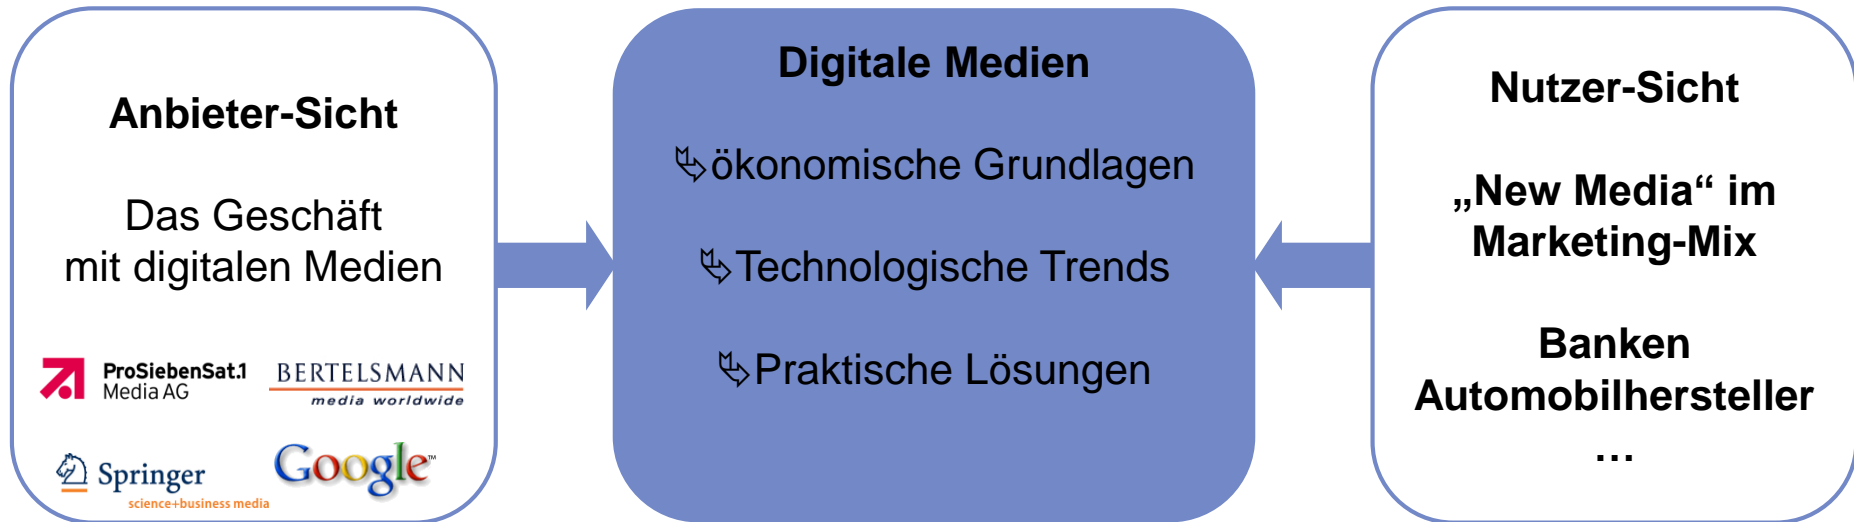 Anbieter-Sicht
Das Geschäft
mit digitalen Medien
ProSiebenSat.1
Media AG
BERTELSMANN
media worldwide
Springer
science+business media
Google™
Digitale Medien
ökonomische Grundlagen
Technologische Trends
Praktische Lösungen
Nutzer-Sicht
„New Media“ im
Marketing-Mix
Banken
Automobilhersteller
…